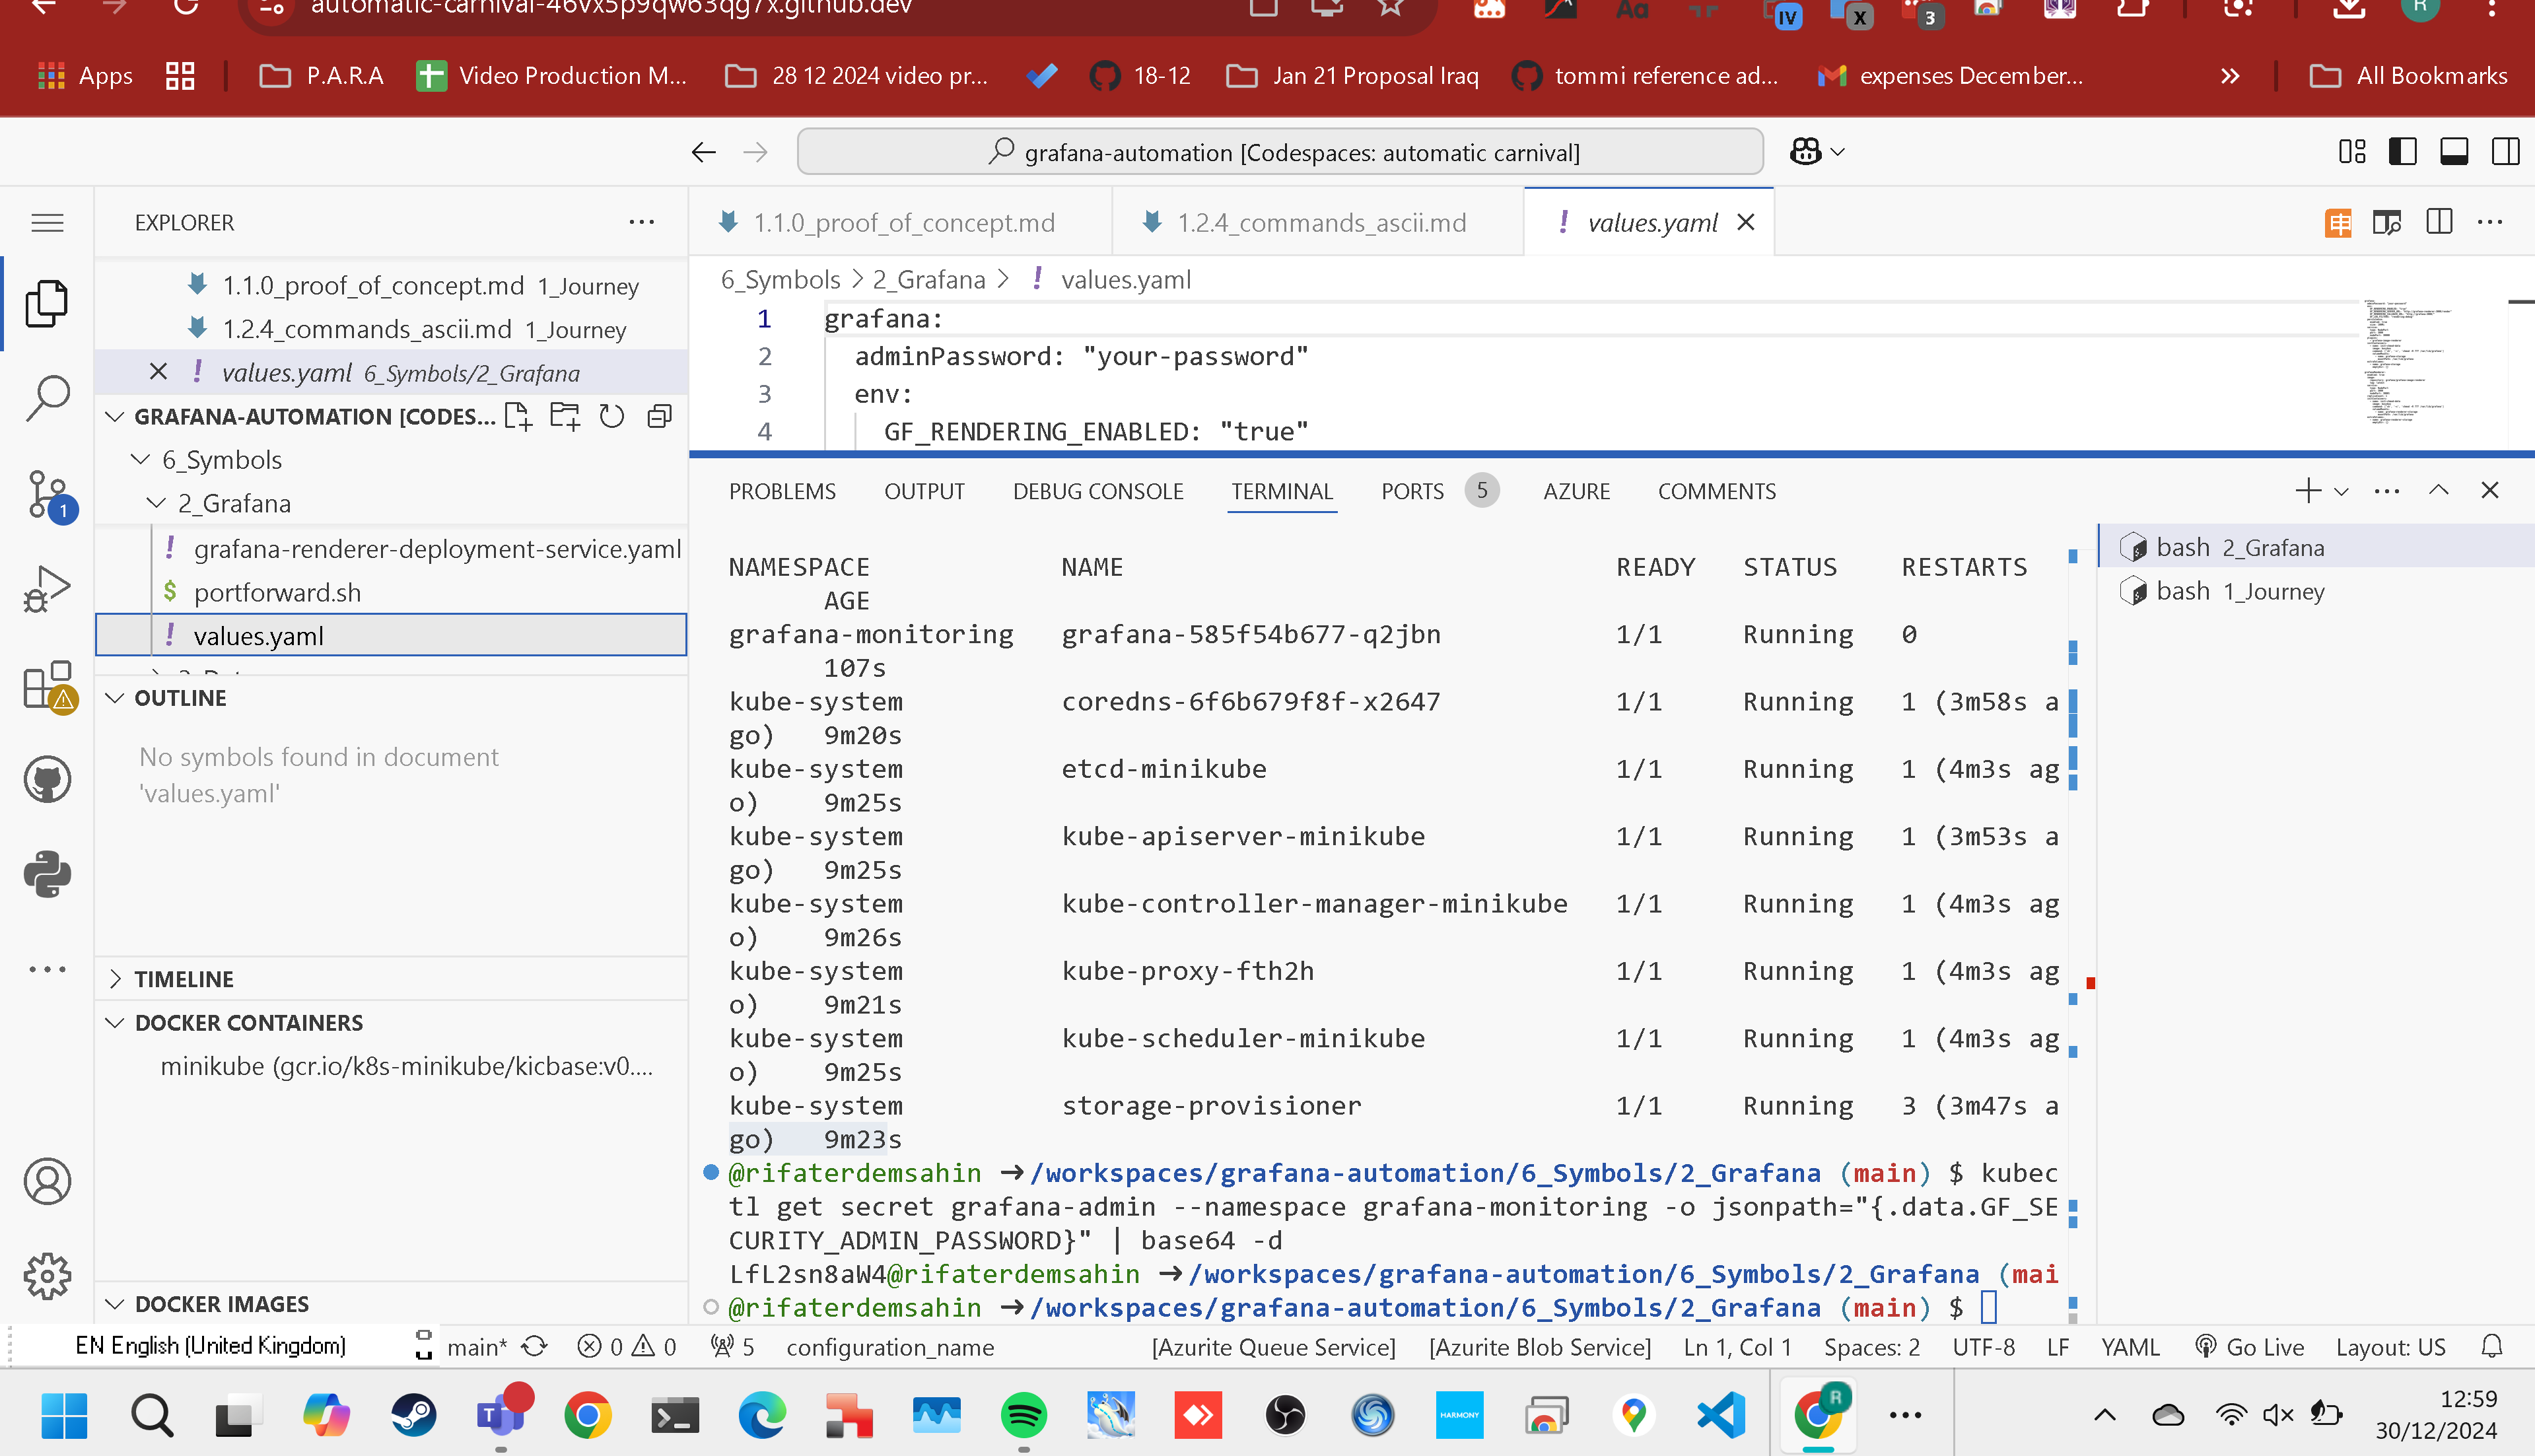 automatic-carnival-46vx5p9qw63qg7x.github.dev
Apps
P.A.R.A
Video Production M...
28 12 2024 video pr...
18-12
Jan 21 Proposal Iraq
tommi reference ad...
expenses December...
All Bookmarks
grafana-automation [Codespaces: automatic carnival]
EXPLORER
1.1.0_proof_of_concept.md 1_Journey
1.2.4_commands_ascii.md 1_Journey
values.yaml 6_Symbols/2_Grafana
GRAFANA-AUTOMATION [CODES...
6_Symbols
2_Grafana
grafana-renderer-deployment-service.yaml
portforward.sh
values.yaml
OUTLINE
No symbols found in document
'values.yaml'
TIMELINE
DOCKER CONTAINERS
minikube (gcr.io/k8s-minikube/kicbase:v0....
DOCKER IMAGES
1.1.0_proof_of_concept.md
1.2.4_commands_ascii.md
values.yaml
6_Symbols > 2_Grafana > ! values.yaml
1 grafana:
2 adminPassword: "your-password"
3 env:
4 GF_RENDERING_ENABLED: "true"
PROBLEMS OUTPUT DEBUG CONSOLE TERMINAL PORTS 5 AZURE COMMENTS
NAMESPACE NAME READY STATUS RESTARTS
AGE
grafana-monitoring grafana-585f54b677-q2jbn 1/1 Running 0
107s
kube-system coredns-6f6b679f8f-x2647 1/1 Running 1 (3m58s a
go) 9m20s
kube-system etcd-minikube 1/1 Running 1 (4m3s ag
o) 9m25s
kube-system kube-apiserver-minikube 1/1 Running 1 (3m53s a
go) 9m25s
kube-system kube-controller-manager-minikube 1/1 Running 1 (4m3s ag
o) 9m26s
kube-system kube-proxy-fth2h 1/1 Running 1 (4m3s ag
o) 9m21s
kube-system kube-scheduler-minikube 1/1 Running 1 (4m3s ag
o) 9m25s
kube-system storage-provisioner 1/1 Running 3 (3m47s a
go) 9m23s
@rifaterdemsahin ➜/workspaces/grafana-automation/6_Symbols/2_Grafana (main) $ kubec
tl get secret grafana-admin --namespace grafana-monitoring -o jsonpath="{.data.GF_SE
CURITY_ADMIN_PASSWORD}" | base64 -d
LfL2sn8aW4@rifaterdemsahin ➜/workspaces/grafana-automation/6_Symbols/2_Grafana (mai
@rifaterdemsahin ➜/workspaces/grafana-automation/6_Symbols/2_Grafana (main) $
bash 2_Grafana
bash 1_Journey
EN English (United Kingdom)
main* 0 0 5 configuration_name [Azurite Queue Service] [Azurite Blob Service] Ln 1, Col 1 Spaces: 2 UTF-8 LF YAML Go Live Layout: US
HARMONY
12:59
30/12/2024